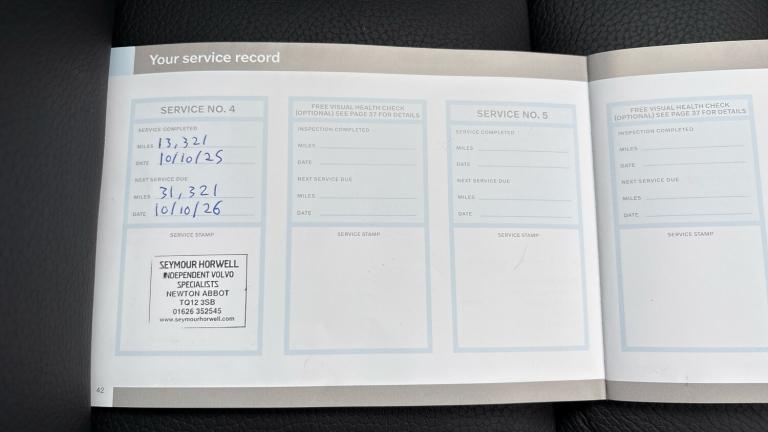 Your service record
SERVICE NO. 4
SERVICE COMPLETED
MILES 13,321
DATE 10/10/25
NEXT SERVICE DUE
MILES 31,321
DATE 10/10/26
SERVICE STAMP
SEYMOUR HORWELL
INDEPENDENT VOLVO
SPECIALISTS
NEWTON ABBOT
TQ12 3SB
01626 352545
www.seymourhorwell.com
FREE VISUAL HEALTH CHECK
(OPTIONAL) SEE PAGE 37 FOR DETAILS
INSPECTION COMPLETED
MILES
DATE
NEXT SERVICE DUE
MILES
DATE
SERVICE STAMP
SERVICE NO. 5
SERVICE COMPLETED
MILES
DATE
NEXT SERVICE DUE
MILES
DATE
SERVICE STAMP
FREE VISUAL HEALTH CHECK
(OPTIONAL) SEE PAGE 37 FOR DETAILS
INSPECTION COMPLETED
MILES
DATE
NEXT SERVICE DUE
MILES
DATE
SERVICE STAMP
42